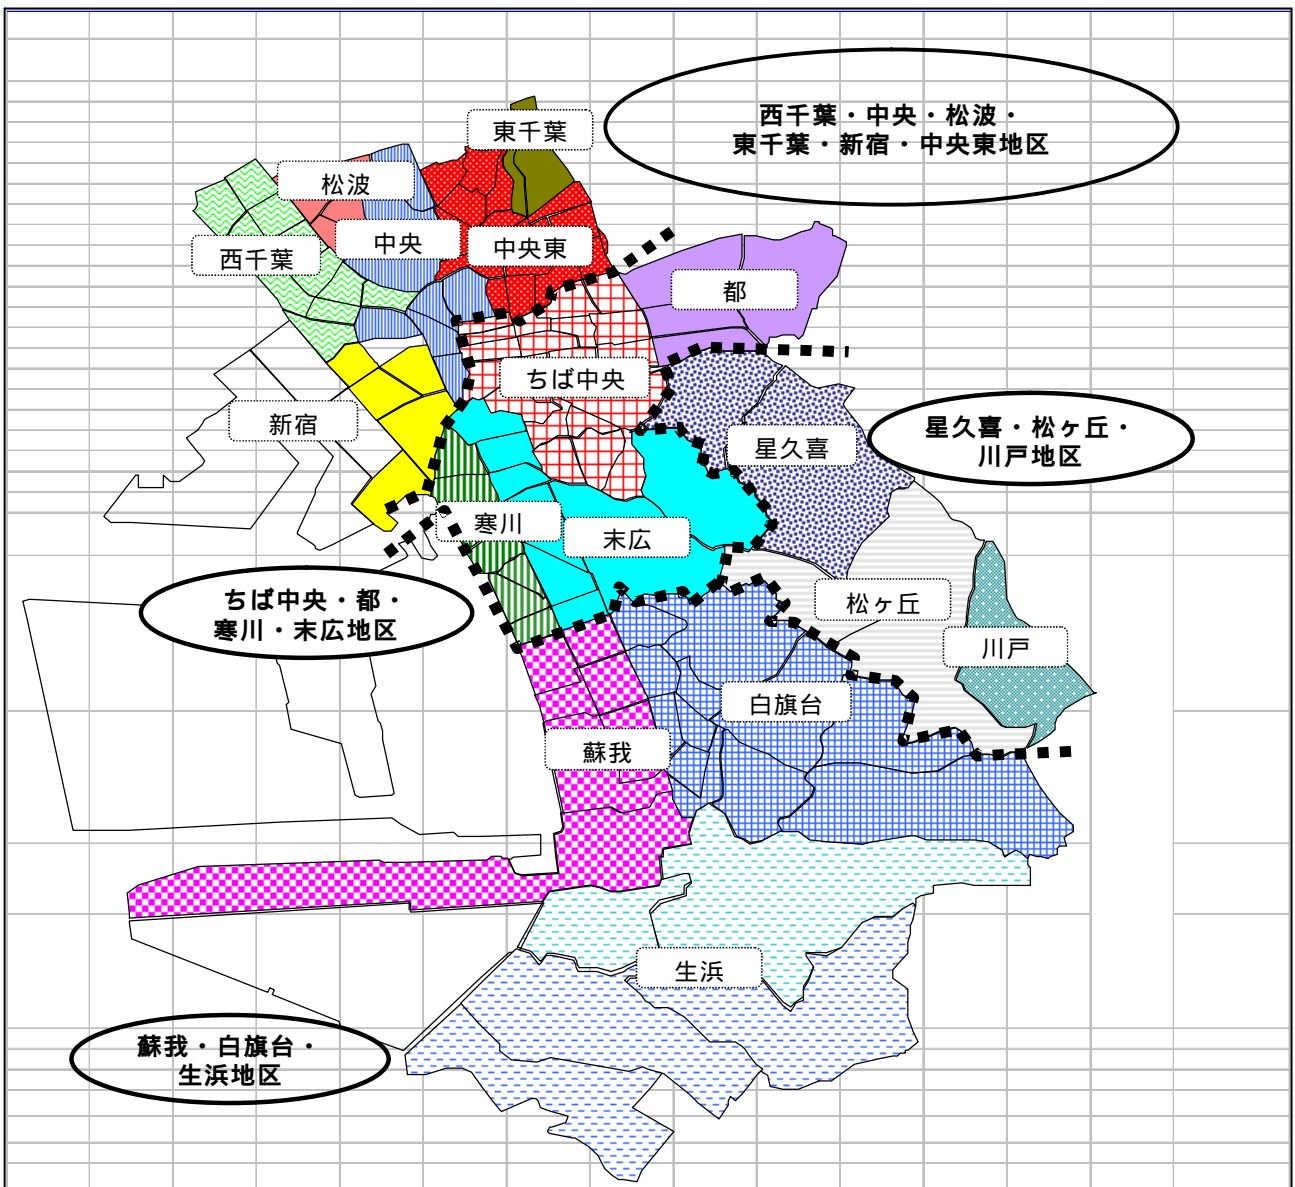 西千葉・中央・松波・
東千葉・新宿・中央東地区
東千葉
松波
中央
中央東
西千葉
都
ちば中央
新宿
星久喜
星久喜・松ヶ丘・
川戸地区
寒川
末広
ちば中央・都・
寒川・末広地区
松ヶ丘
川戸
白旗台
蘇我
生浜
蘇我・白旗台・
生浜地区